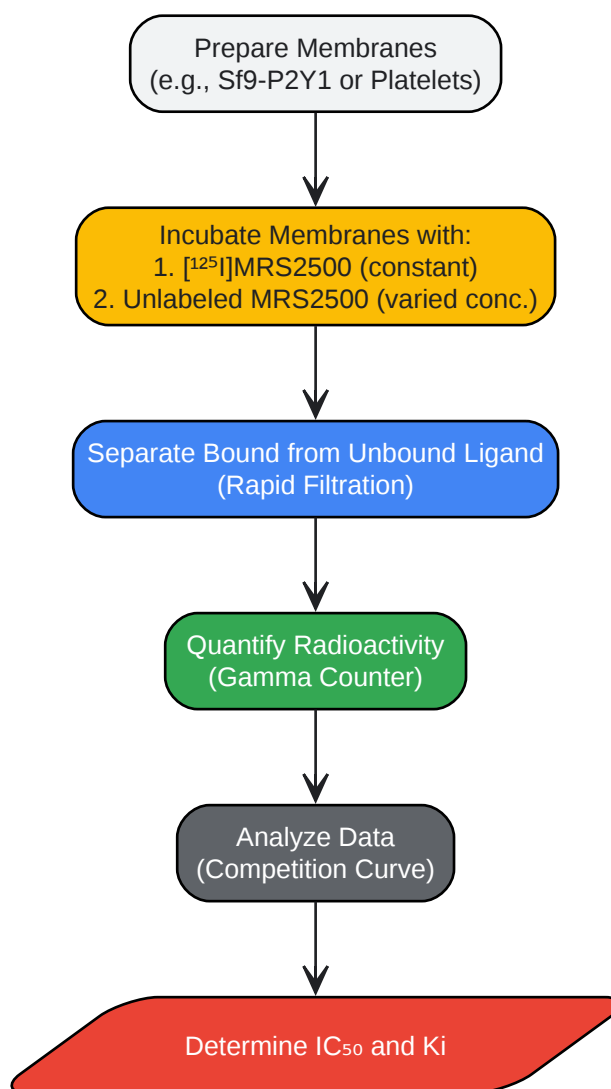 Prepare Membranes
(e.g., Sf9-P2Y1 or Platelets)
Incubate Membranes with:
1. [¹²⁵I]MRS2500 (constant)
2. Unlabeled MRS2500 (varied conc.)
Separate Bound from Unbound Ligand
(Rapid Filtration)
Quantify Radioactivity
(Gamma Counter)
Analyze Data
(Competition Curve)
Determine IC₅₀ and Ki